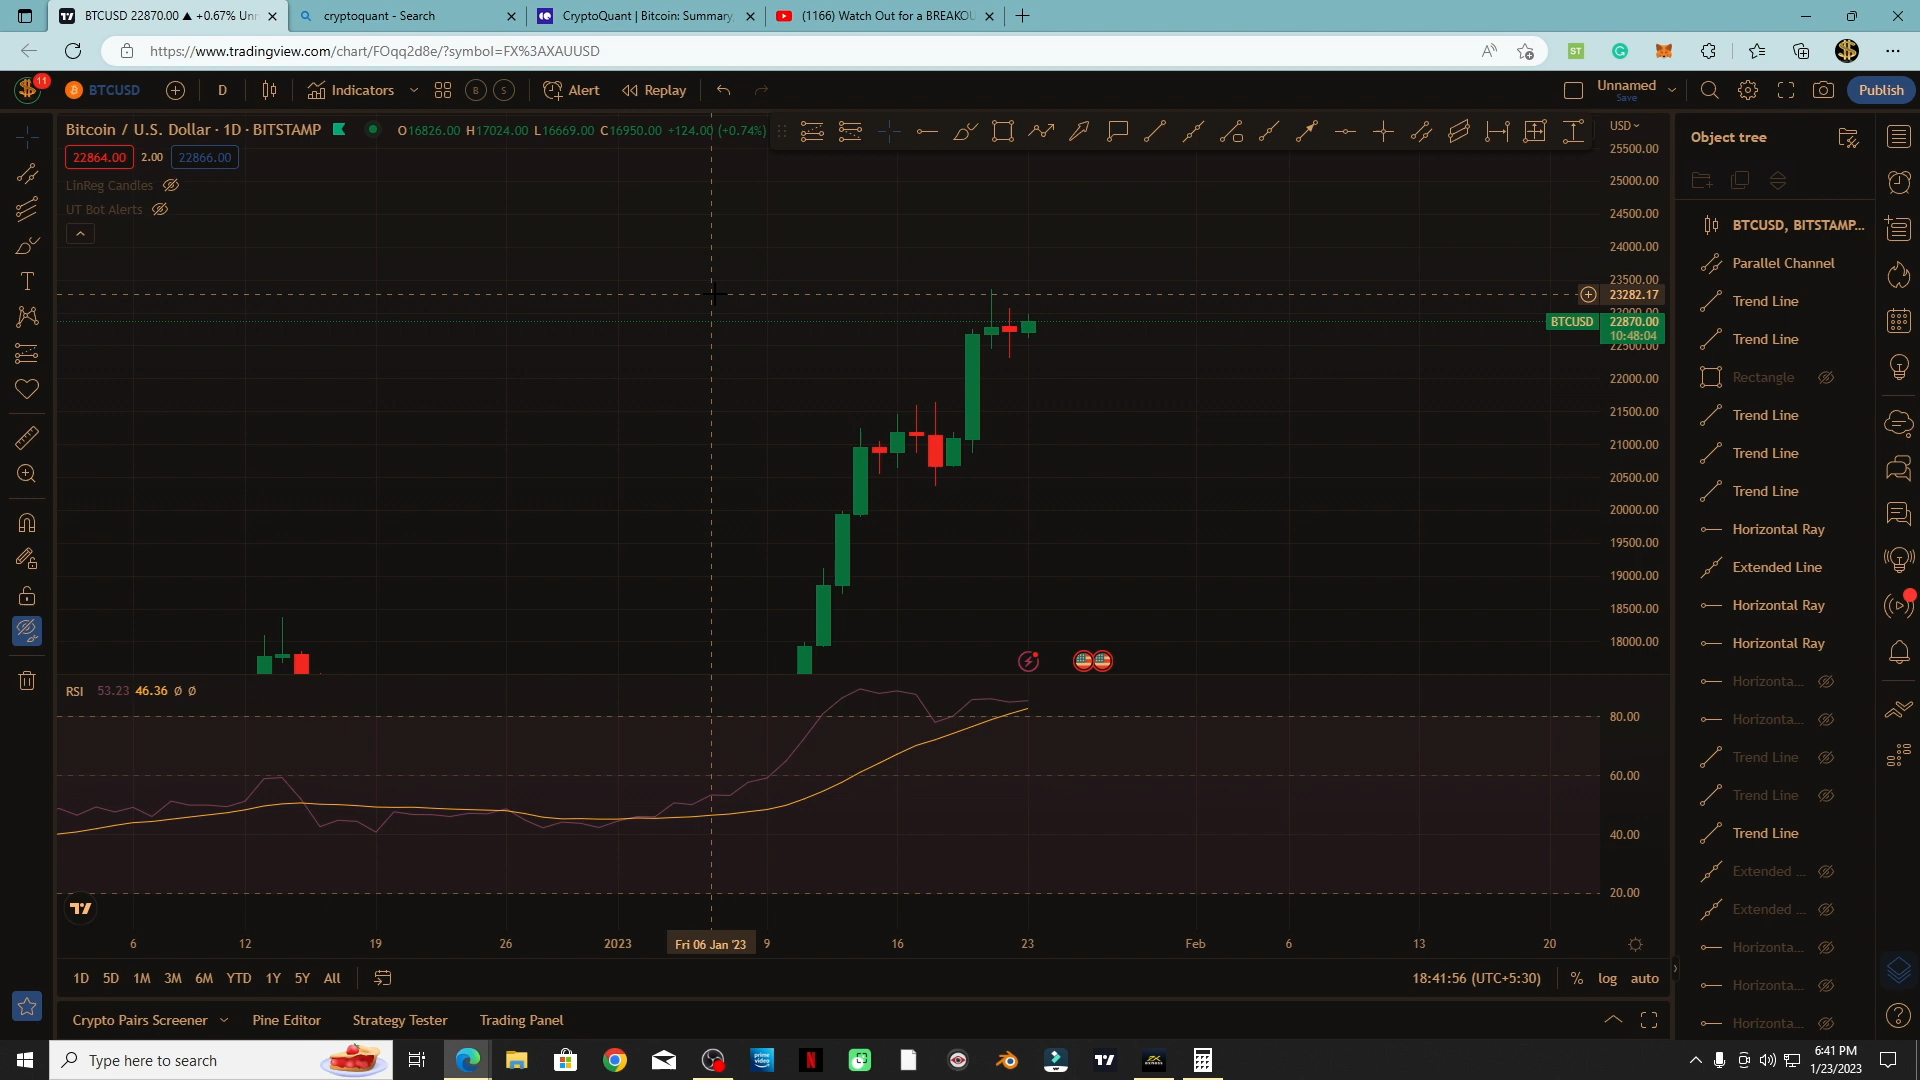 BTCUSD 22870.00 ▲ +0.67% Unn
cryptoquant - Search
CryptoQuant | Bitcoin: Summary,
(1166) Watch Out for a BREAKOU
https://www.tradingview.com/chart/FOqq2d8e/?symbol=FX%3AXAUUSD
11
BTCUSD
D
Indicators
B
S
Alert
Replay
Unnamed
Save
Publish
Bitcoin / U.S. Dollar · 1D · BITSTAMP
O16826.00 H17024.00 L16669.00 C16950.00 +124.00 (+0.74%)
USD
Object tree
22864.00
2.00
22866.00
LinReg Candles
UT Bot Alerts
25500.00
25000.00
24500.00
24000.00
23500.00
23282.17
23000.00
BTCUSD
22870.00
10:48:04
22500.00
22000.00
21500.00
21000.00
20500.00
20000.00
19500.00
19000.00
18500.00
18000.00
BTCUSD, BITSTAMP...
Parallel Channel
Trend Line
Trend Line
Rectangle
Trend Line
Trend Line
Trend Line
Horizontal Ray
Extended Line
Horizontal Ray
Horizontal Ray
Horizonta...
Horizonta...
Trend Line
Trend Line
Trend Line
Extended ...
Extended ...
Horizonta...
Horizonta...
Horizonta...
RSI 53.23 46.36 ø ø
80.00
60.00
40.00
20.00
6
12
19
26
2023
Fri 06 Jan '23
9
16
23
Feb
6
13
20
1D 5D 1M 3M 6M YTD 1Y 5Y All
18:41:56 (UTC+5:30)
% log auto
Crypto Pairs Screener
Pine Editor
Strategy Tester
Trading Panel
Type here to search
prime video
N
6:41 PM
1/23/2023